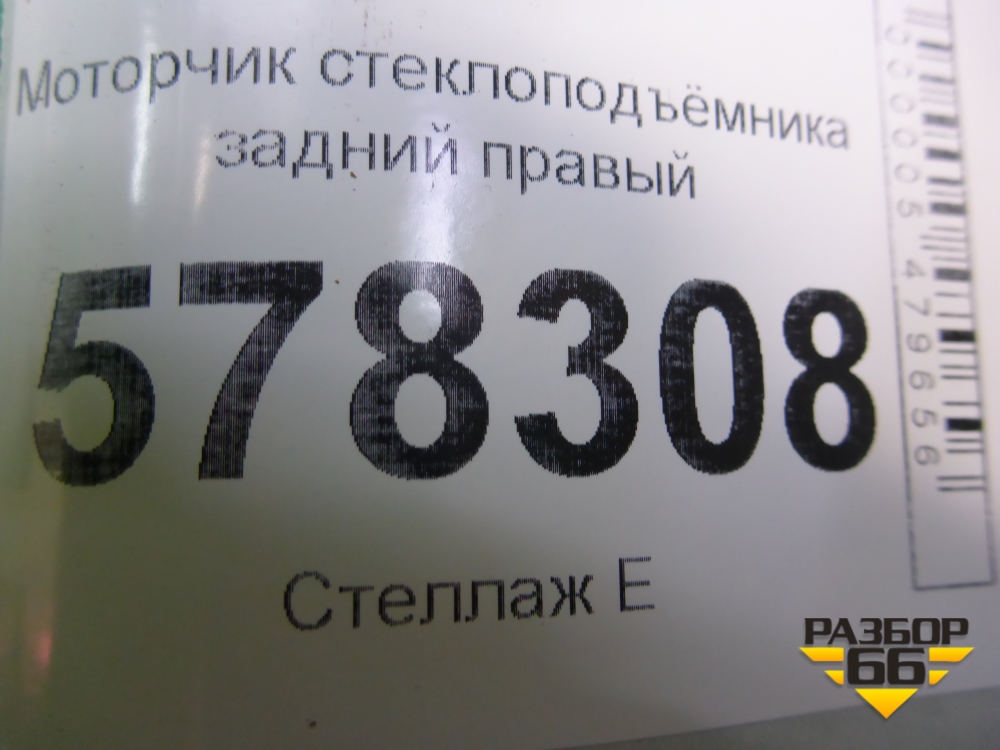 Моторчик стеклоподъёмника
задний правый
578308
Стеллаж Е
РАЗБОР
66